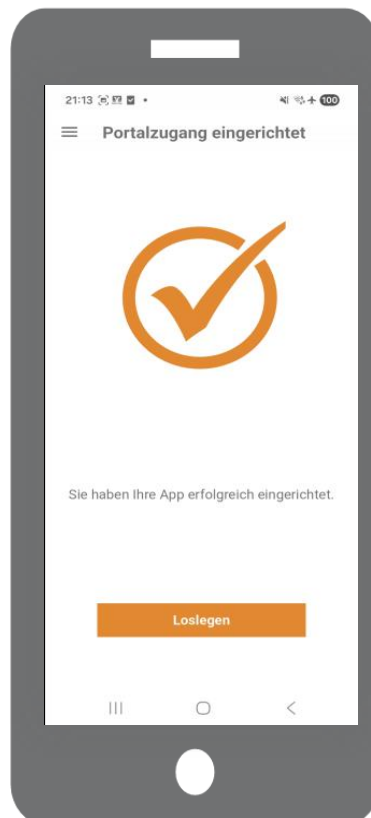 21:13
100
Portalzugang eingerichtet
Sie haben Ihre App erfolgreich eingerichtet.
Loslegen